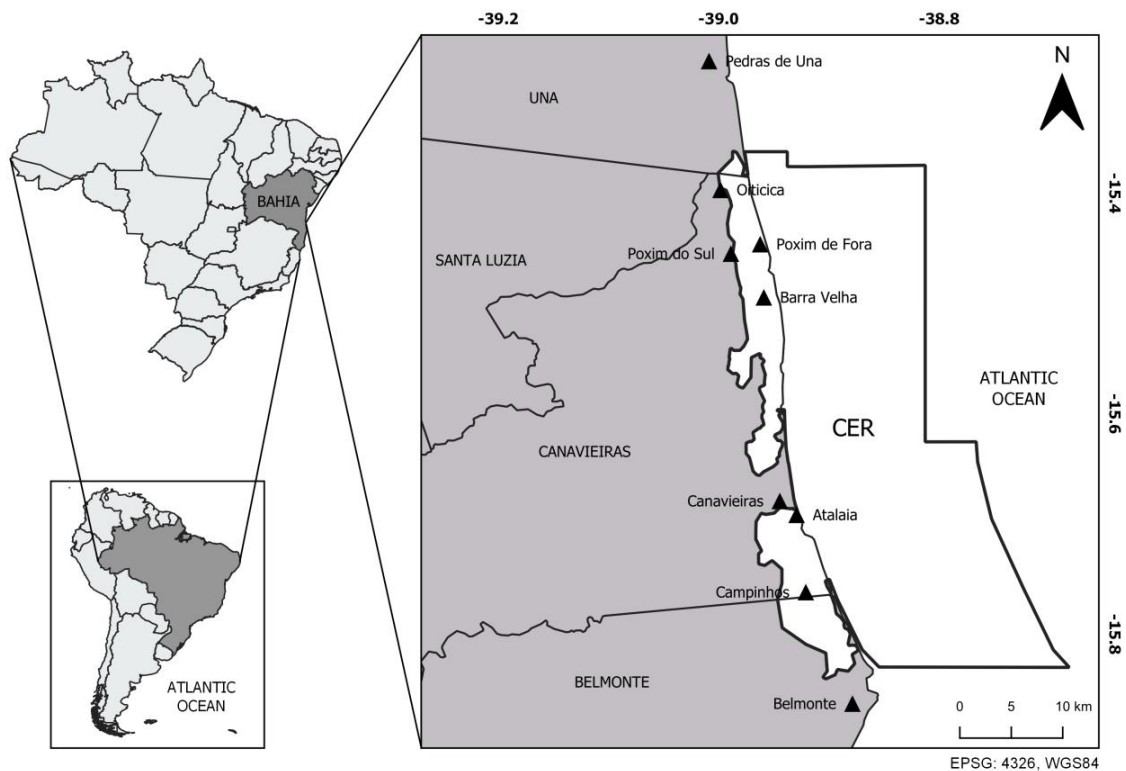 -39.2
-39.0
-38.8
N
Pedras de Una
UNA
-15.4
Oiticica
BAHIA
Poxim de Fora
Poxim do Sul
SANTA LUZIA
Barra Velha
ATLANTIC
OCEAN
-15.6
CER
CANAVIEIRAS
Canavieiras
Atalaia
Campinhos
-15.8
ATLANTIC
OCEAN
BELMONTE
Belmonte
0 5 10 km
EPSG: 4326, WGS84